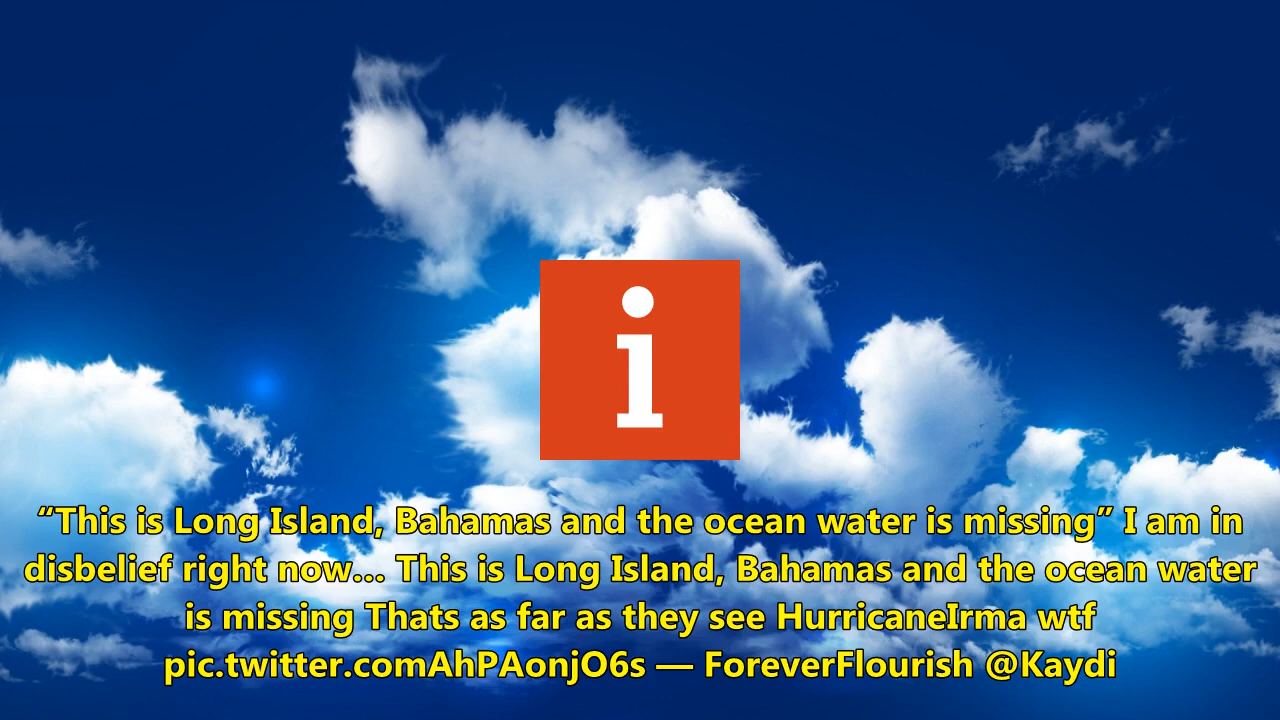 i
“This is Long Island, Bahamas and the ocean water is missing” I am in
disbelief right now... This is Long Island, Bahamas and the ocean water
is missing Thats as far as they see HurricaneIrma wtf
pic.twitter.comAhPAonjO6s — ForeverFlourish @Kaydi